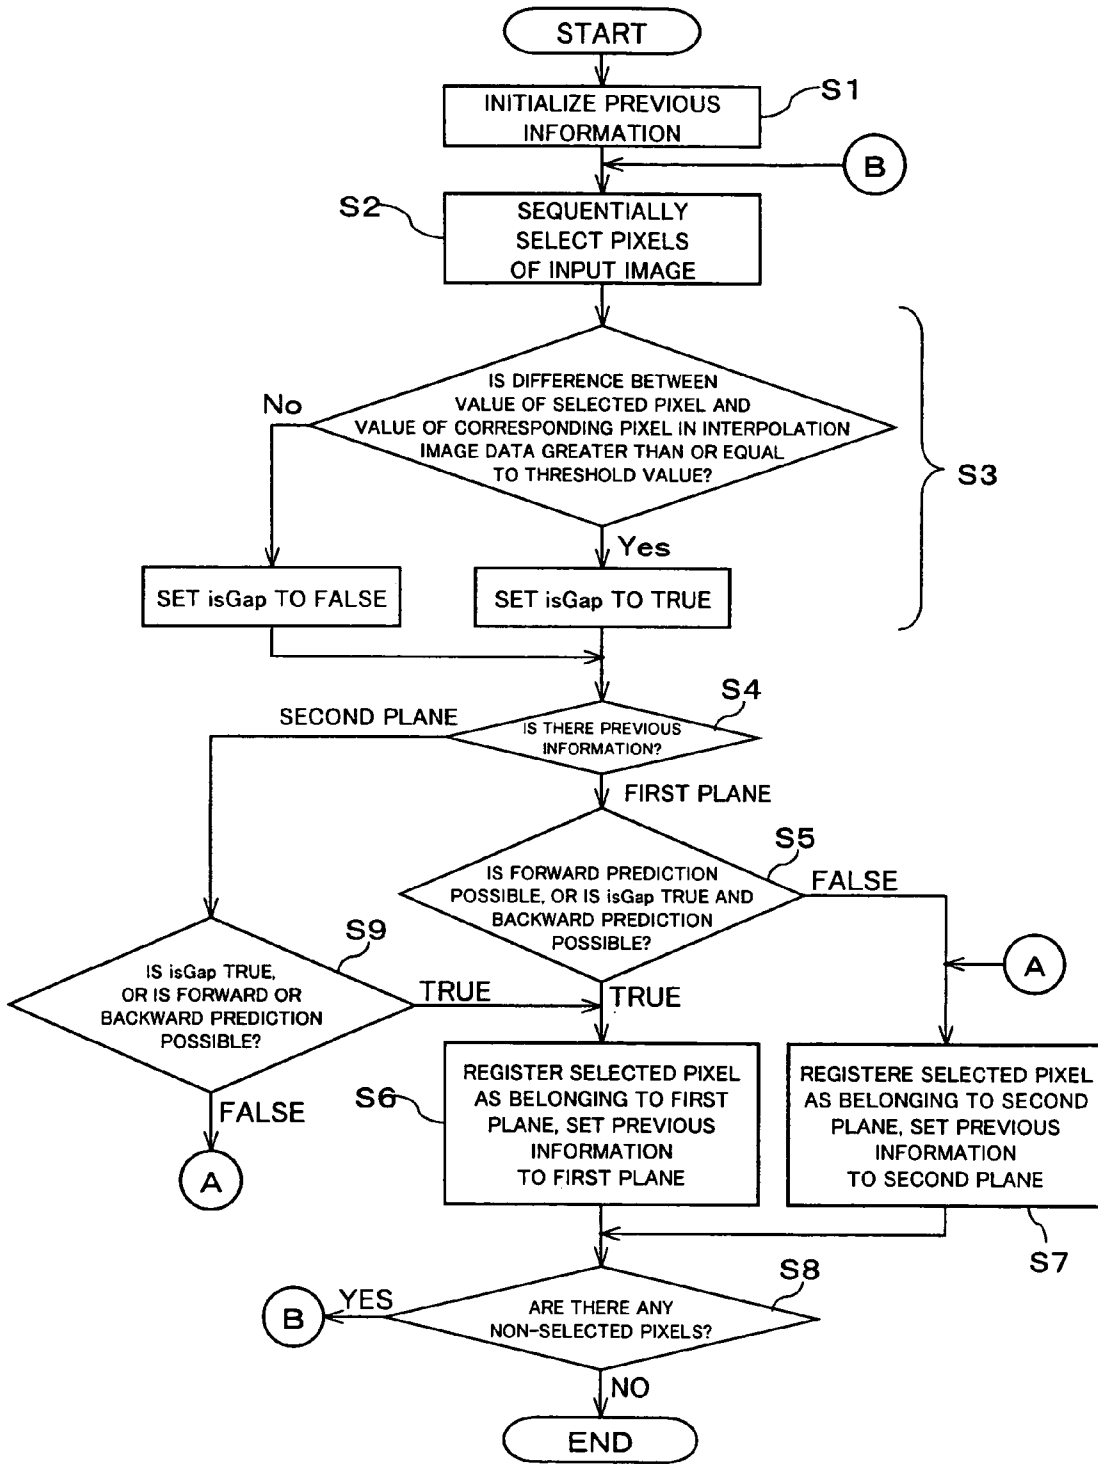 START
S1
INITIALIZE PREVIOUS
INFORMATION
B
S2
SEQUENTIALLY
SELECT PIXELS
OF INPUT IMAGE
IS DIFFERENCE BETWEEN
VALUE OF SELECTED PIXEL AND
VALUE OF CORRESPONDING PIXEL IN INTERPOLATION
IMAGE DATA GREATER THAN OR EQUAL
TO THRESHOLD VALUE?
No
S3
Yes
SET isGap TO FALSE
SET isGap TO TRUE
S4
SECOND PLANE
IS THERE PREVIOUS
INFORMATION?
FIRST PLANE
S5
IS FORWARD PREDICTION
POSSIBLE, OR IS isGap TRUE AND
BACKWARD PREDICTION
POSSIBLE?
FALSE
S9
IS isGap TRUE,
OR IS FORWARD OR
BACKWARD PREDICTION
POSSIBLE?
TRUE
TRUE
A
FALSE
A
S6
REGISTER SELECTED PIXEL
AS BELONGING TO FIRST
PLANE, SET PREVIOUS
INFORMATION
TO FIRST PLANE
REGISTERE SELECTED PIXEL
AS BELONGING TO SECOND
PLANE, SET PREVIOUS
INFORMATION
TO SECOND PLANE
S7
S8
B
YES
ARE THERE ANY
NON-SELECTED PIXELS?
NO
END